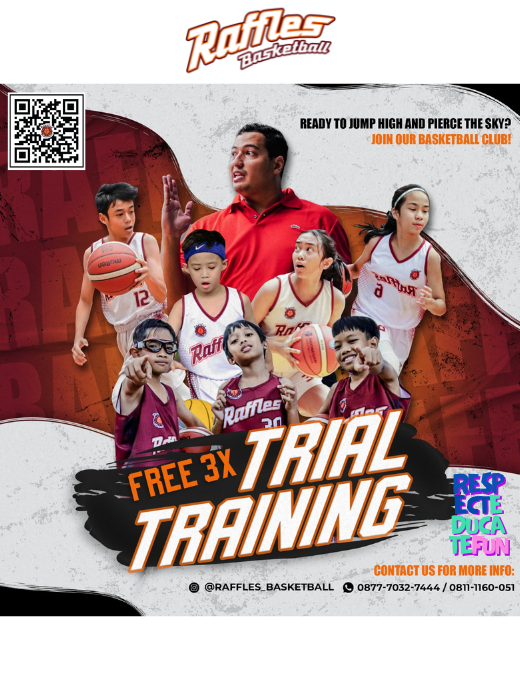 Raffles
Basketball
READY TO JUMP HIGH AND PIERCE THE SKY?
JOIN OUR BASKETBALL CLUB!
12
6
Raffles
FREE 3X TRIAL
TRAINING
RESP
ECTE
DUCA
TEFUN
CONTACT US FOR MORE INFO:
@RAFFLES_BASKETBALL 0877-7032-7444 / 0811-1160-051